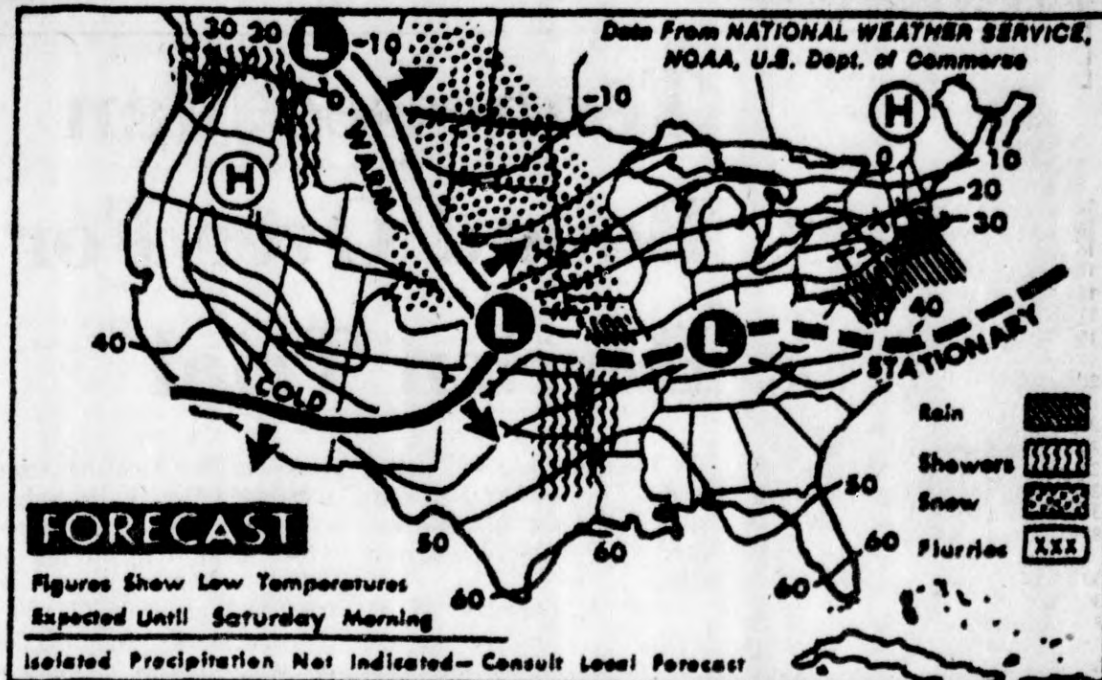 Data From NATIONAL WEATHER SERVICE,
NOAA, U.S. Dept. of Commerce
30 20 L -10
0
-10
H
0
10
20
30
WARM
H
L
L
40
STATIONARY
40
COLD
Rain
Showers
Snow
Flurries XXX
50
60
60
50
60
60
FORECAST
Figures Show Low Temperatures
Expected Until Saturday Morning
Isolated Precipitation Not Indicated— Consult Local Forecast